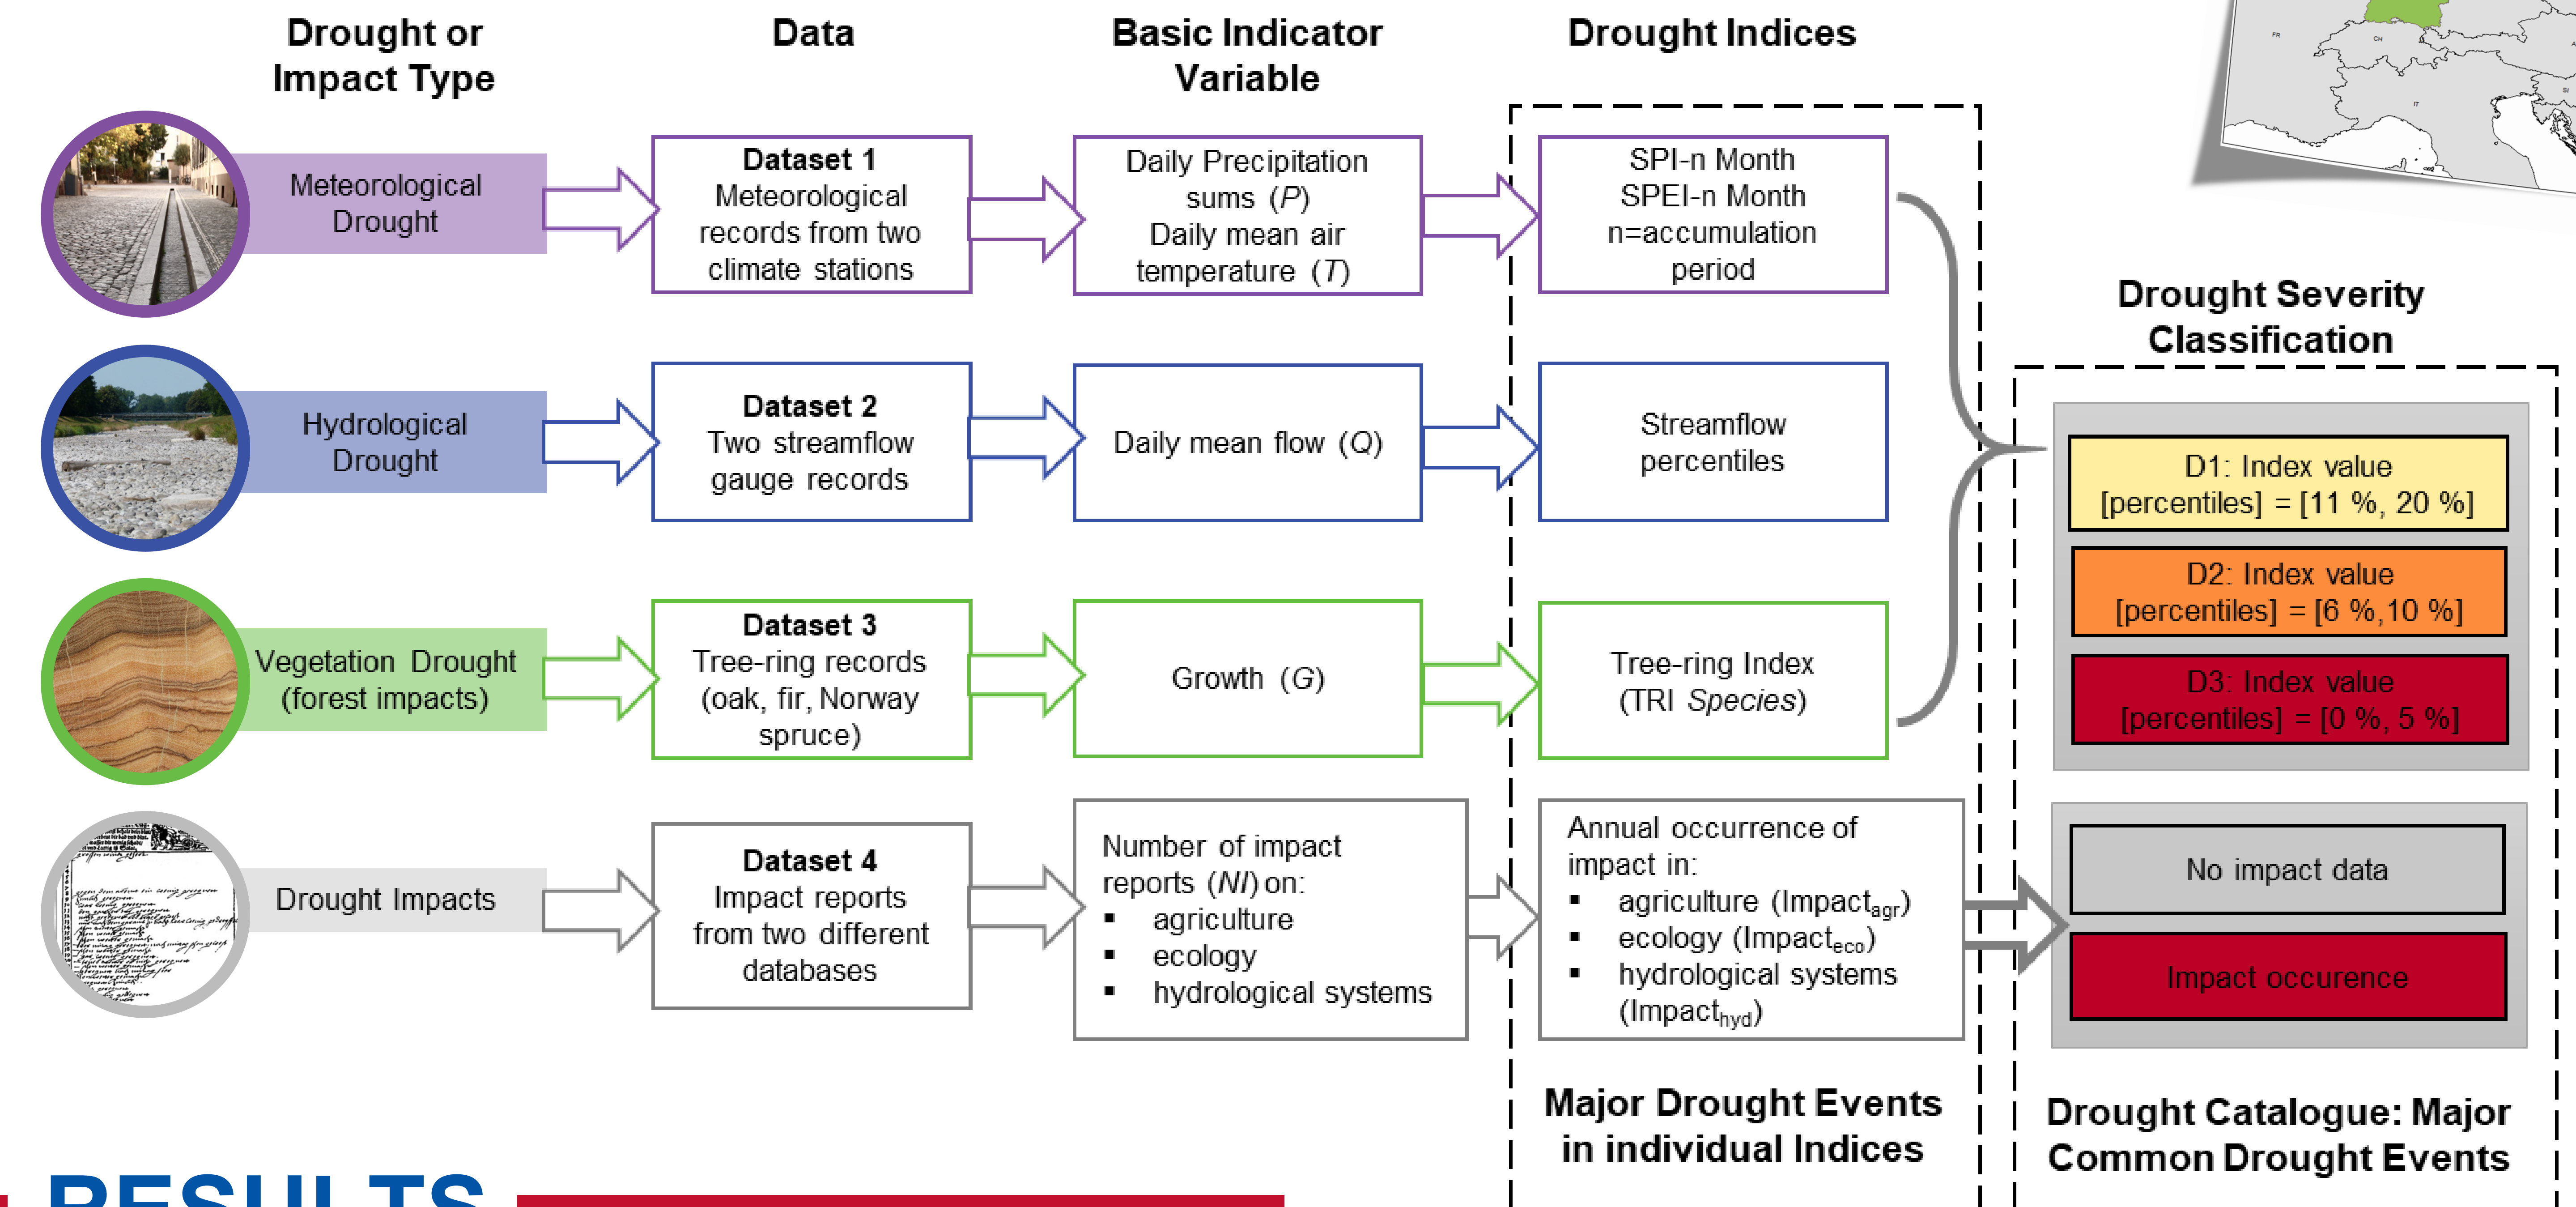 Drought or
Impact Type
Data
Basic Indicator
Variable
Drought Indices
Meteorological
Drought
Dataset 1
Meteorological
records from two
climate stations
Daily Precipitation
sums (P)
Daily mean air
temperature (T)
SPI-n Month
SPEI-n Month
n=accumulation
period
Hydrological
Drought
Dataset 2
Two streamflow
gauge records
Daily mean flow (Q)
Streamflow
percentiles
Vegetation Drought
(forest impacts)
Dataset 3
Tree-ring records
(oak, fir, Norway
spruce)
Growth (G)
Tree-ring Index
(TRI Species)
Drought Impacts
Dataset 4
Impact reports
from two different
databases
Number of impact
reports (NI) on:
▪ agriculture
▪ ecology
▪ hydrological systems
Annual occurrence of
impact in:
▪ agriculture (Impactagr)
▪ ecology (Impacteco)
▪ hydrological systems
(Impacthyd)
Major Drought Events
in individual Indices
FR
CH
IT
SI
Drought Severity
Classification
D1: Index value
[percentiles] = [11 %, 20 %]
D2: Index value
[percentiles] = [6 %,10 %]
D3: Index value
[percentiles] = [0 %, 5 %]
No impact data
Impact occurence
Drought Catalogue: Major
Common Drought Events
RESULTS